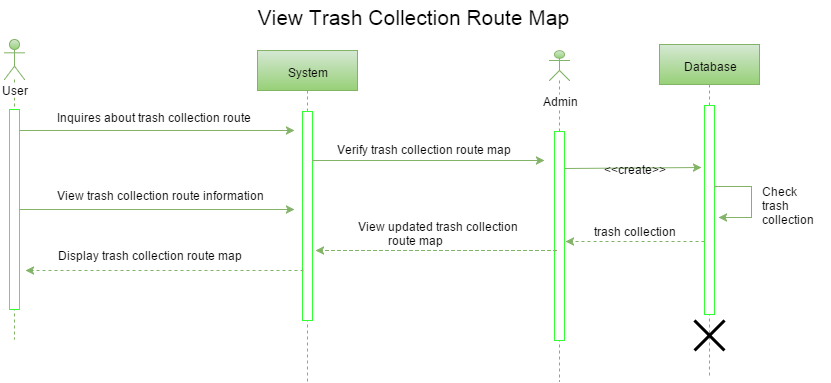 View Trash Collection Route Map
User
System
Admin
Database
Inquires about trash collection route
Verify trash collection route map
<<create>>
Check
trash
collection
View trash collection route information
View updated trash collection
route map
trash collection
Display trash collection route map